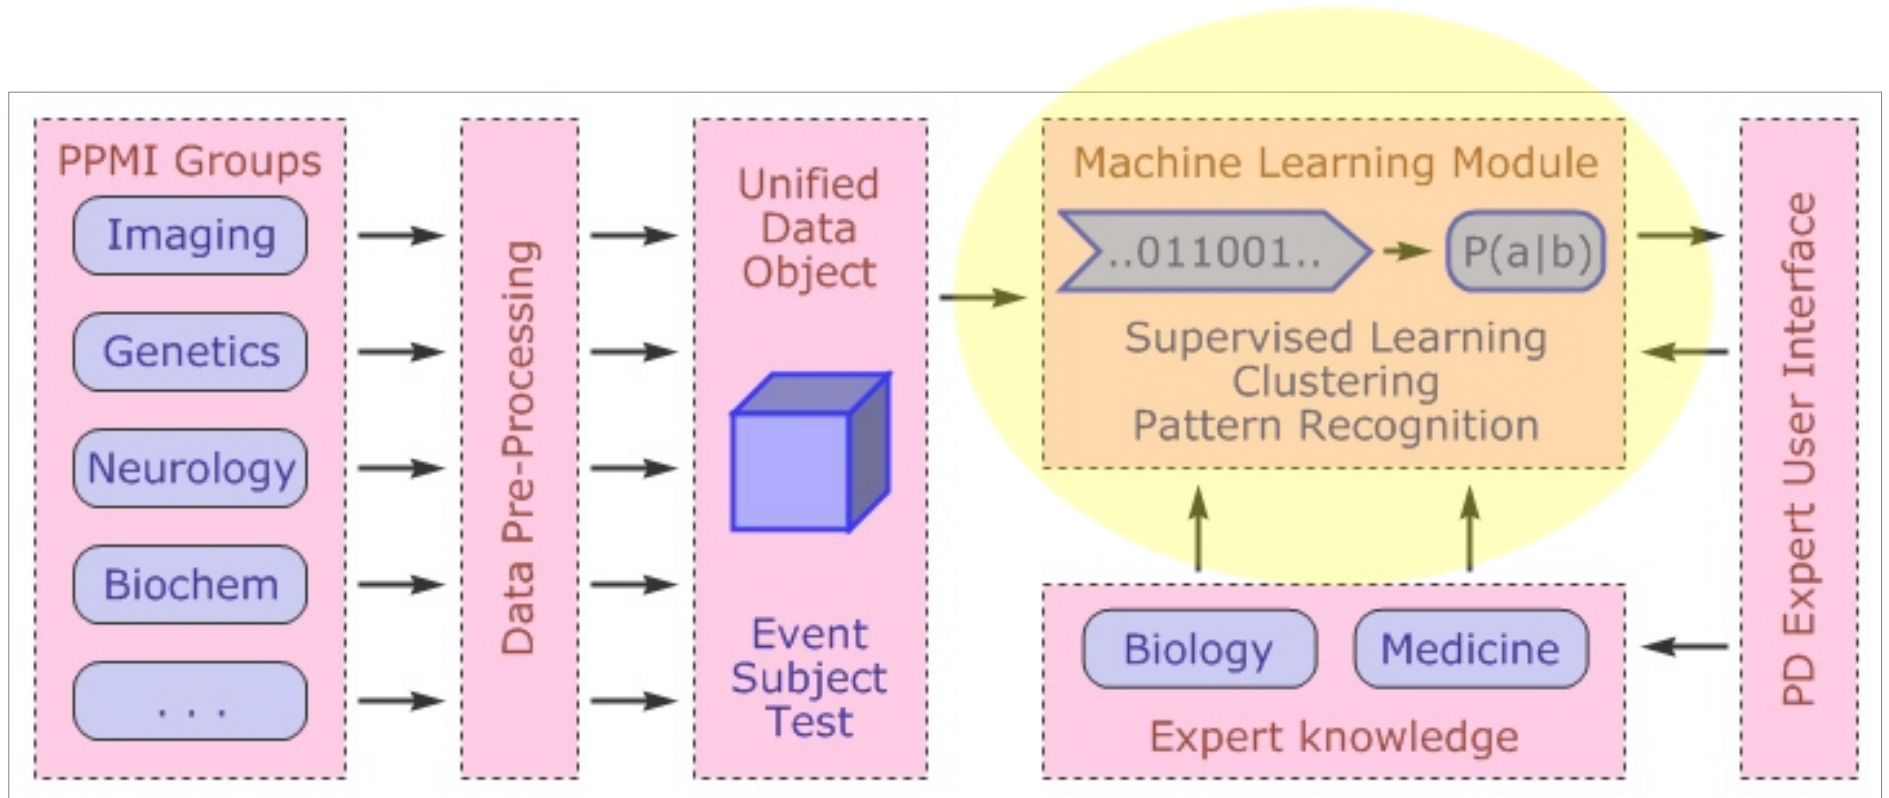 PPMI Groups
Imaging
Genetics
Neurology
Biochem
. . .
Data Pre-Processing
Unified
Data
Object
Event
Subject
Test
Machine Learning Module
..011001..
P(a|b)
Supervised Learning
Clustering
Pattern Recognition
Biology
Medicine
Expert knowledge
PD Expert User Interface